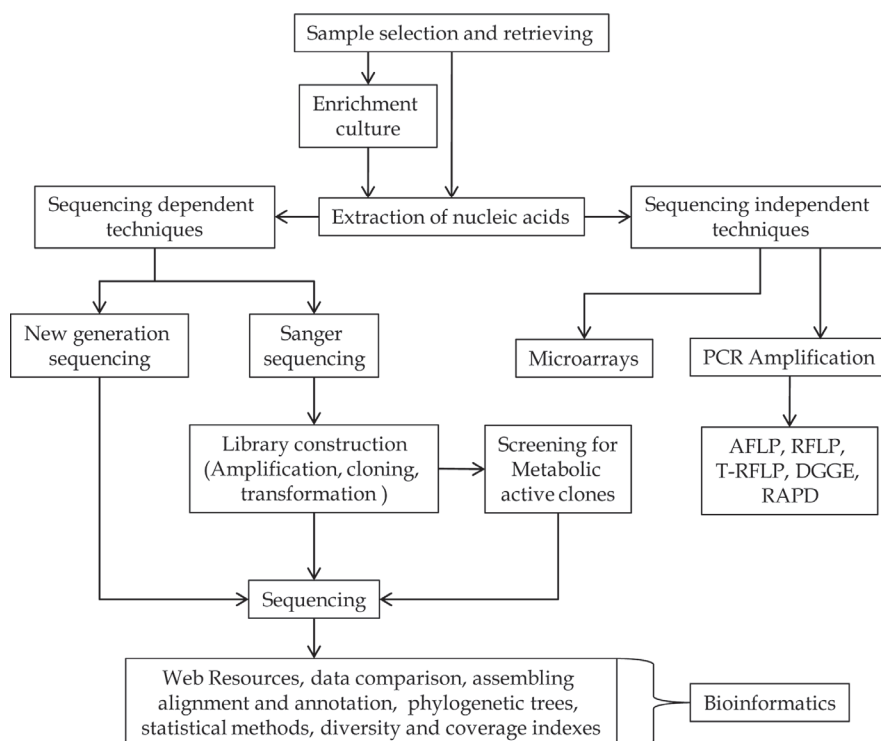 Sample selection and retrieving
Enrichment
culture
Sequencing dependent
techniques
Extraction of nucleic acids
Sequencing independent
techniques
New generation
sequencing
Sanger
sequencing
Microarrays
PCR Amplification
Library construction
(Amplification, cloning,
transformation )
Screening for
Metabolic
active clones
AFLP, RFLP,
T-RFLP, DGGE,
RAPD
Sequencing
Web Resources, data comparison, assembling
alignment and annotation, phylogenetic trees,
statistical methods, diversity and coverage indexes
Bioinformatics